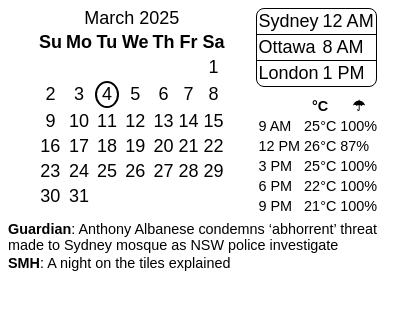 March 2025
Su Mo Tu We Th Fr Sa
1
2 3 4 5 6 7 8
9 10 11 12 13 14 15
16 17 18 19 20 21 22
23 24 25 26 27 28 29
30 31
Sydney 12 AM
Ottawa 8 AM
London 1 PM
°C ☂
9 AM 25°C 100%
12 PM 26°C 87%
3 PM 25°C 100%
6 PM 22°C 100%
9 PM 21°C 100%
Guardian: Anthony Albanese condemns ‘abhorrent’ threat
made to Sydney mosque as NSW police investigate
SMH: A night on the tiles explained